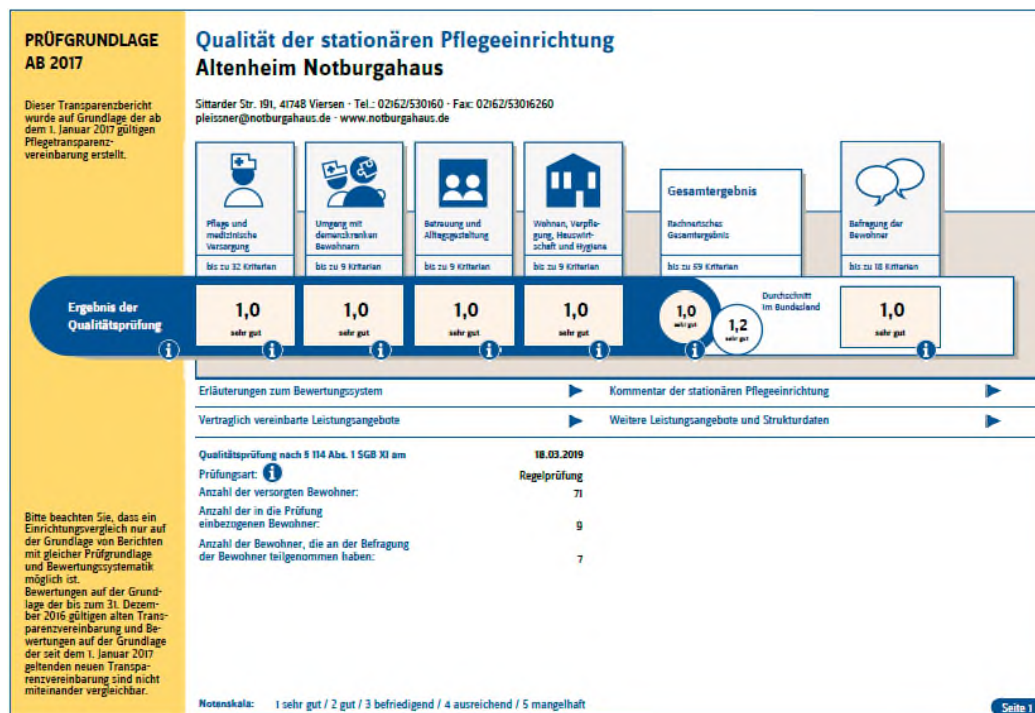 PRÜFGRUNDLAGE
AB 2017
Dieser Transparenzbericht
wurde auf Grundlage der ab
dem 1. Januar 2017 gültigen
Pflegetransparenz-
vereinbarung erstellt.
Qualität der stationären Pflegeeinrichtung
Altenheim Notburgahaus
Sittarder Str. 191, 41748 Viersen · Tel.: 02162/530160 · Fax: 02162/53016260
pleissner@notburgahaus.de · www.notburgahaus.de
Pflege und
medizinische
Versorgung
bis zu 32 Kriterien
Umgang mit
demenzkranken
Bewohnern
bis zu 9 Kriterien
Betreuung und
Alltagsgestaltung
bis zu 9 Kriterien
Wohnen, Verpfle-
gung, Hauswirt-
schaft und Hygiene
bis zu 9 Kriterien
Gesamtergebnis
Rechnerisches
Gesamtergebnis
bis zu 59 Kriterien
Befragung der
Bewohner
bis zu 18 Kriterien
Ergebnis der
Qualitätsprüfung
1,0
sehr gut
1,0
sehr gut
1,0
sehr gut
1,0
sehr gut
1,0
sehr gut
1,2
sehr gut
Durchschnitt
im Bundesland
1,0
sehr gut
Erläuterungen zum Bewertungssystem
Kommentar der stationären Pflegeeinrichtung
Vertraglich vereinbarte Leistungsangebote
Weitere Leistungsangebote und Strukturdaten
Qualitätsprüfung nach § 114 Abs. 1 SGB XI am 18.03.2019
Prüfungsart: Regelprüfung
Anzahl der versorgten Bewohner: 71
Anzahl der in die Prüfung
einbezogenen Bewohner: 9
Anzahl der Bewohner, die an der Befragung
der Bewohner teilgenommen haben: 7
Bitte beachten Sie, dass ein
Einrichtungsvergleich nur auf
der Grundlage von Berichten
mit gleicher Prüfgrundlage
und Bewertungssystematik
möglich ist.
Bewertungen auf der Grund-
lage der bis zum 31. Dezem-
ber 2016 gültigen alten Trans-
parenzvereinbarung und Be-
wertungen auf der Grundlage
der seit dem 1. Januar 2017
geltenden neuen Transpa-
renzvereinbarung sind nicht
miteinander vergleichbar.
Notenskala: 1 sehr gut / 2 gut / 3 befriedigend / 4 ausreichend / 5 mangelhaft
Seite 1